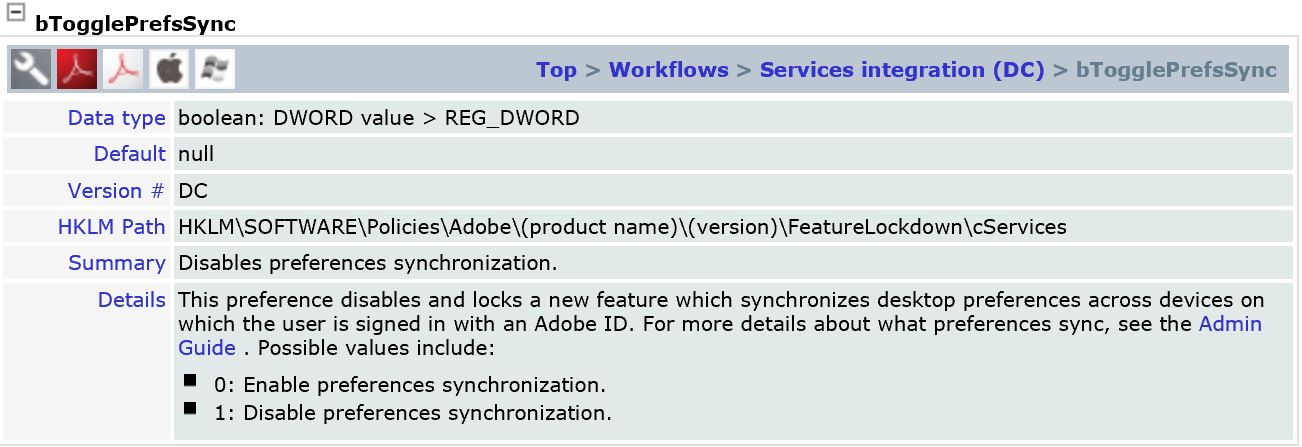 bTogglePrefsSync
Top > Workflows > Services integration (DC) > bTogglePrefsSync
Data type boolean: DWORD value > REG_DWORD
Default null
Version # DC
HKLM Path HKLM\SOFTWARE\Policies\Adobe\(product name)\(version)\FeatureLockdown\cServices
Summary Disables preferences synchronization.
Details This preference disables and locks a new feature which synchronizes desktop preferences across devices on
which the user is signed in with an Adobe ID. For more details about what preferences sync, see the Admin
Guide . Possible values include:
0: Enable preferences synchronization.
1: Disable preferences synchronization.